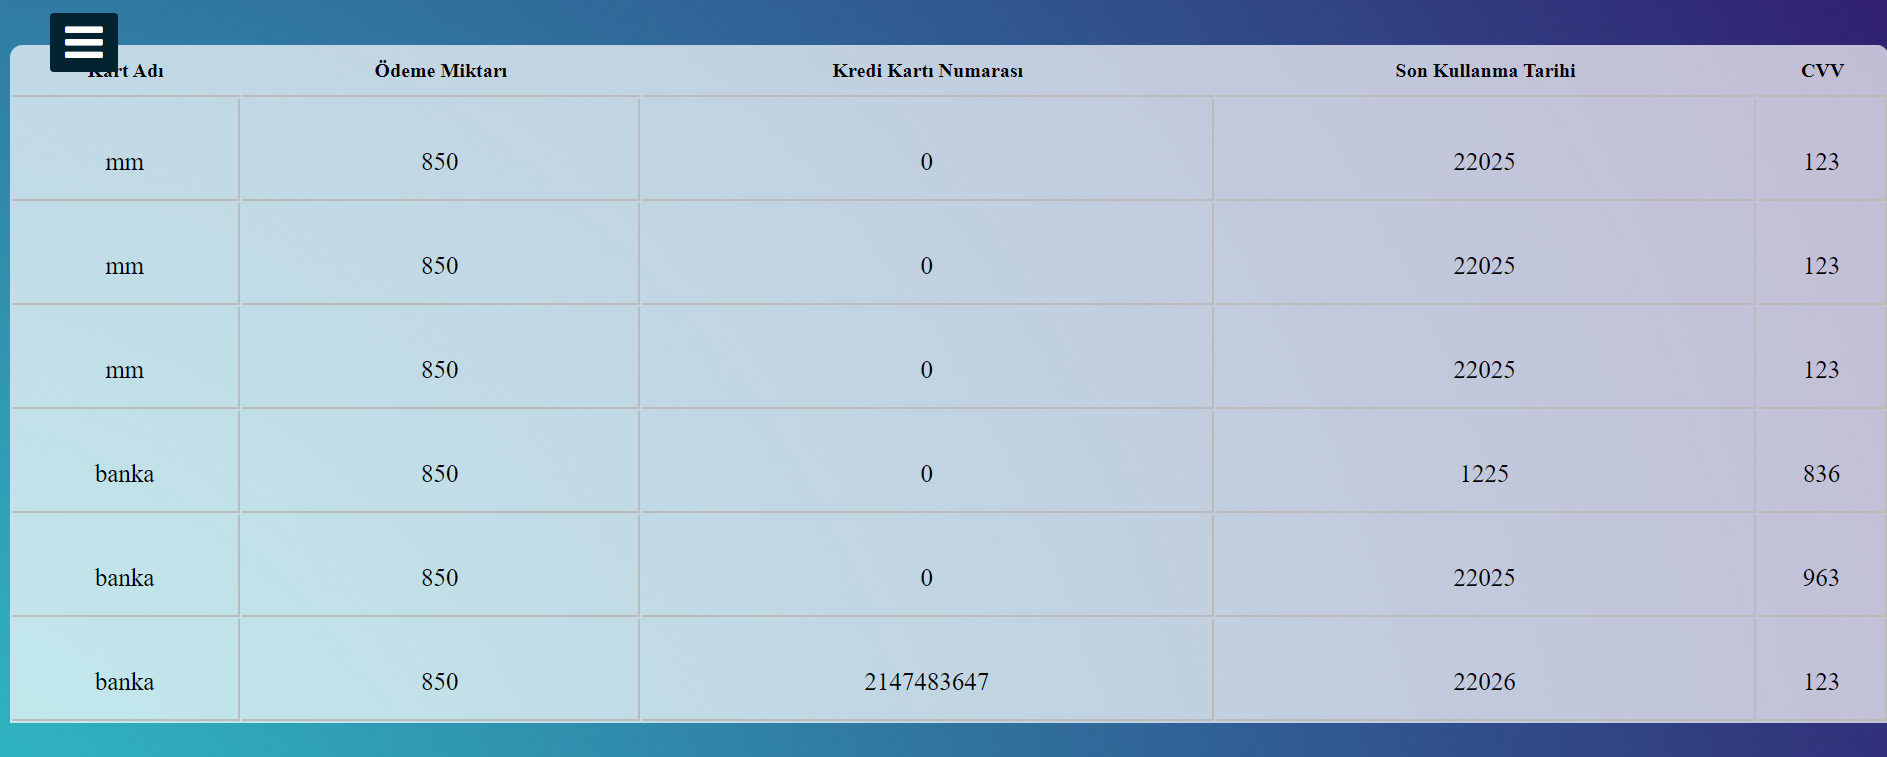 Kart Adı Ödeme Miktarı Kredi Kartı Numarası Son Kullanma Tarihi CVV
mm 850 0 22025 123
mm 850 0 22025 123
mm 850 0 22025 123
banka 850 0 1225 836
banka 850 0 22025 963
banka 850 2147483647 22026 123